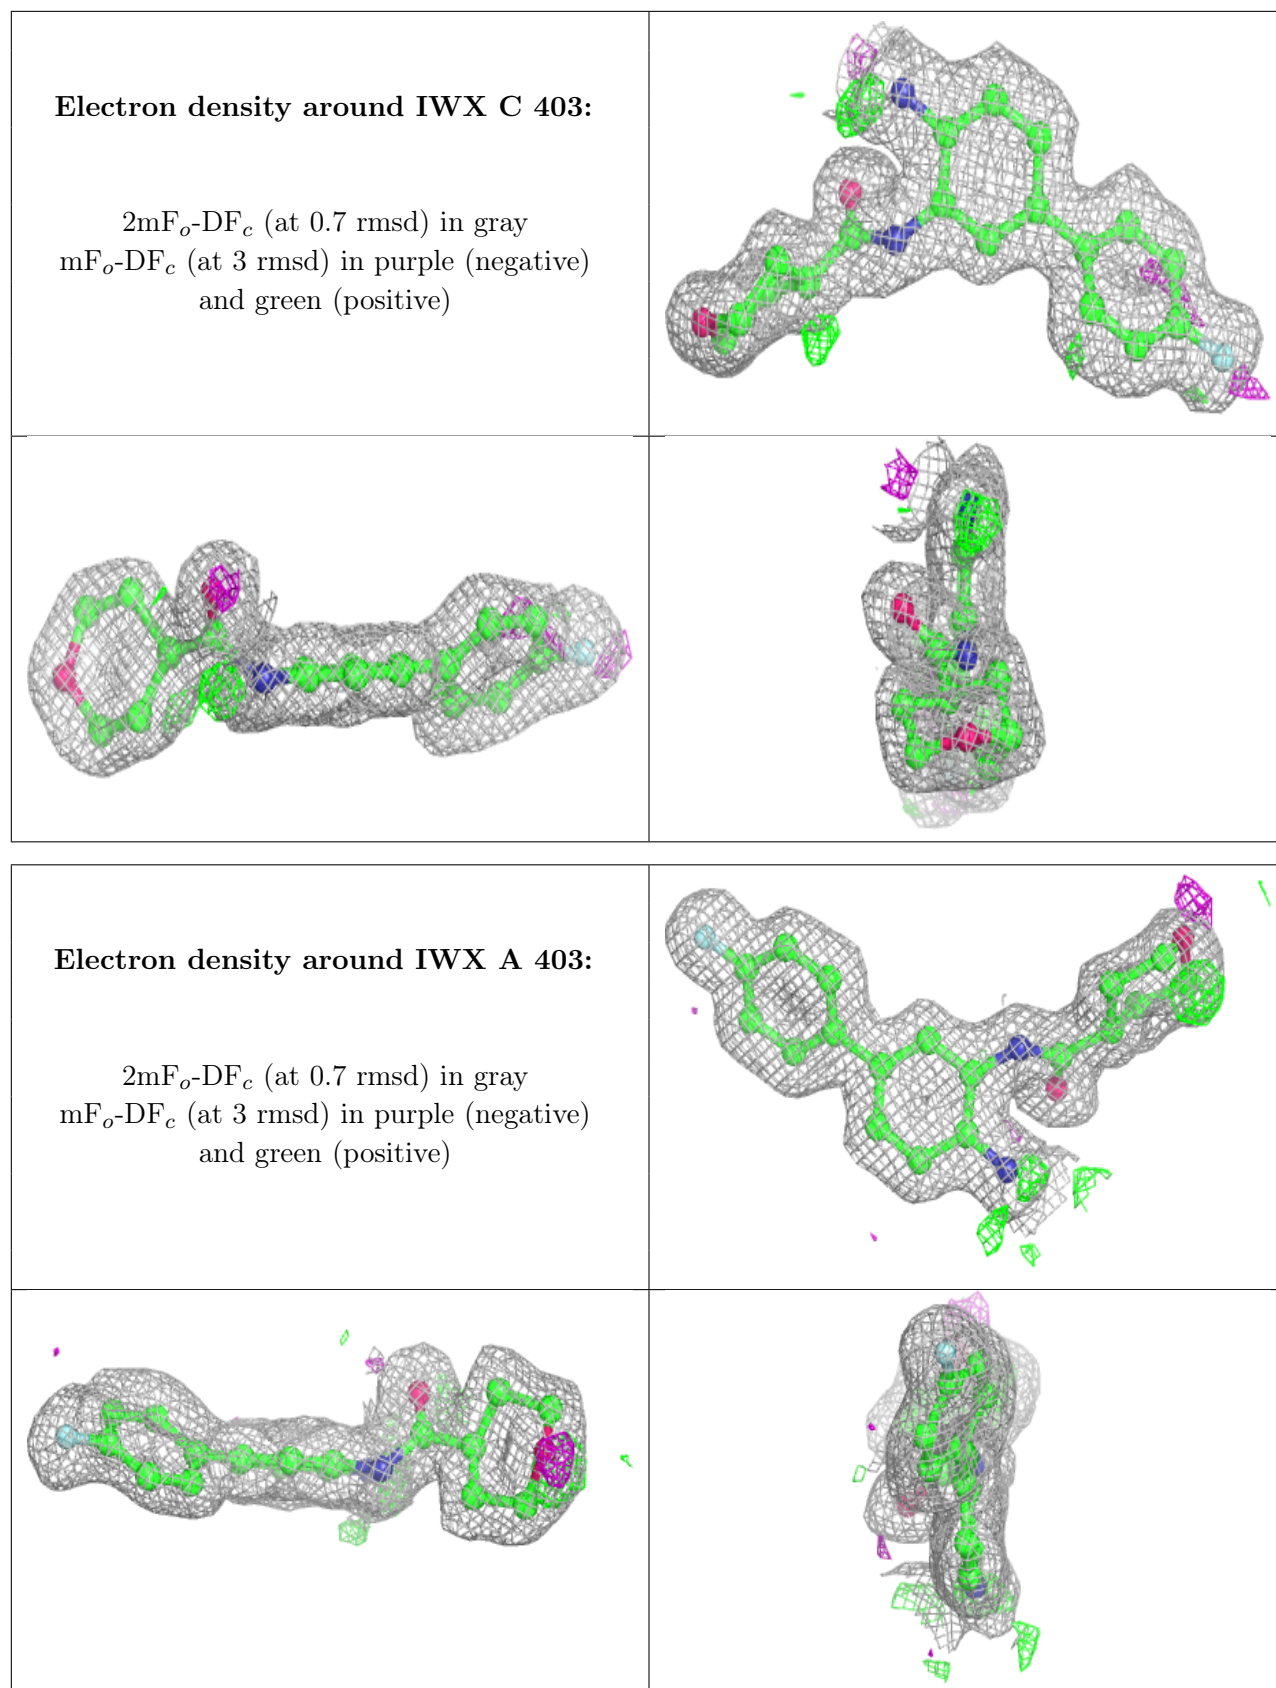 Electron density around IWX C 403:
2mFo-DFc (at 0.7 rmsd) in gray
mFo-DFc (at 3 rmsd) in purple (negative)
and green (positive)
Electron density around IWX A 403:
2mFo-DFc (at 0.7 rmsd) in gray
mFo-DFc (at 3 rmsd) in purple (negative)
and green (positive)